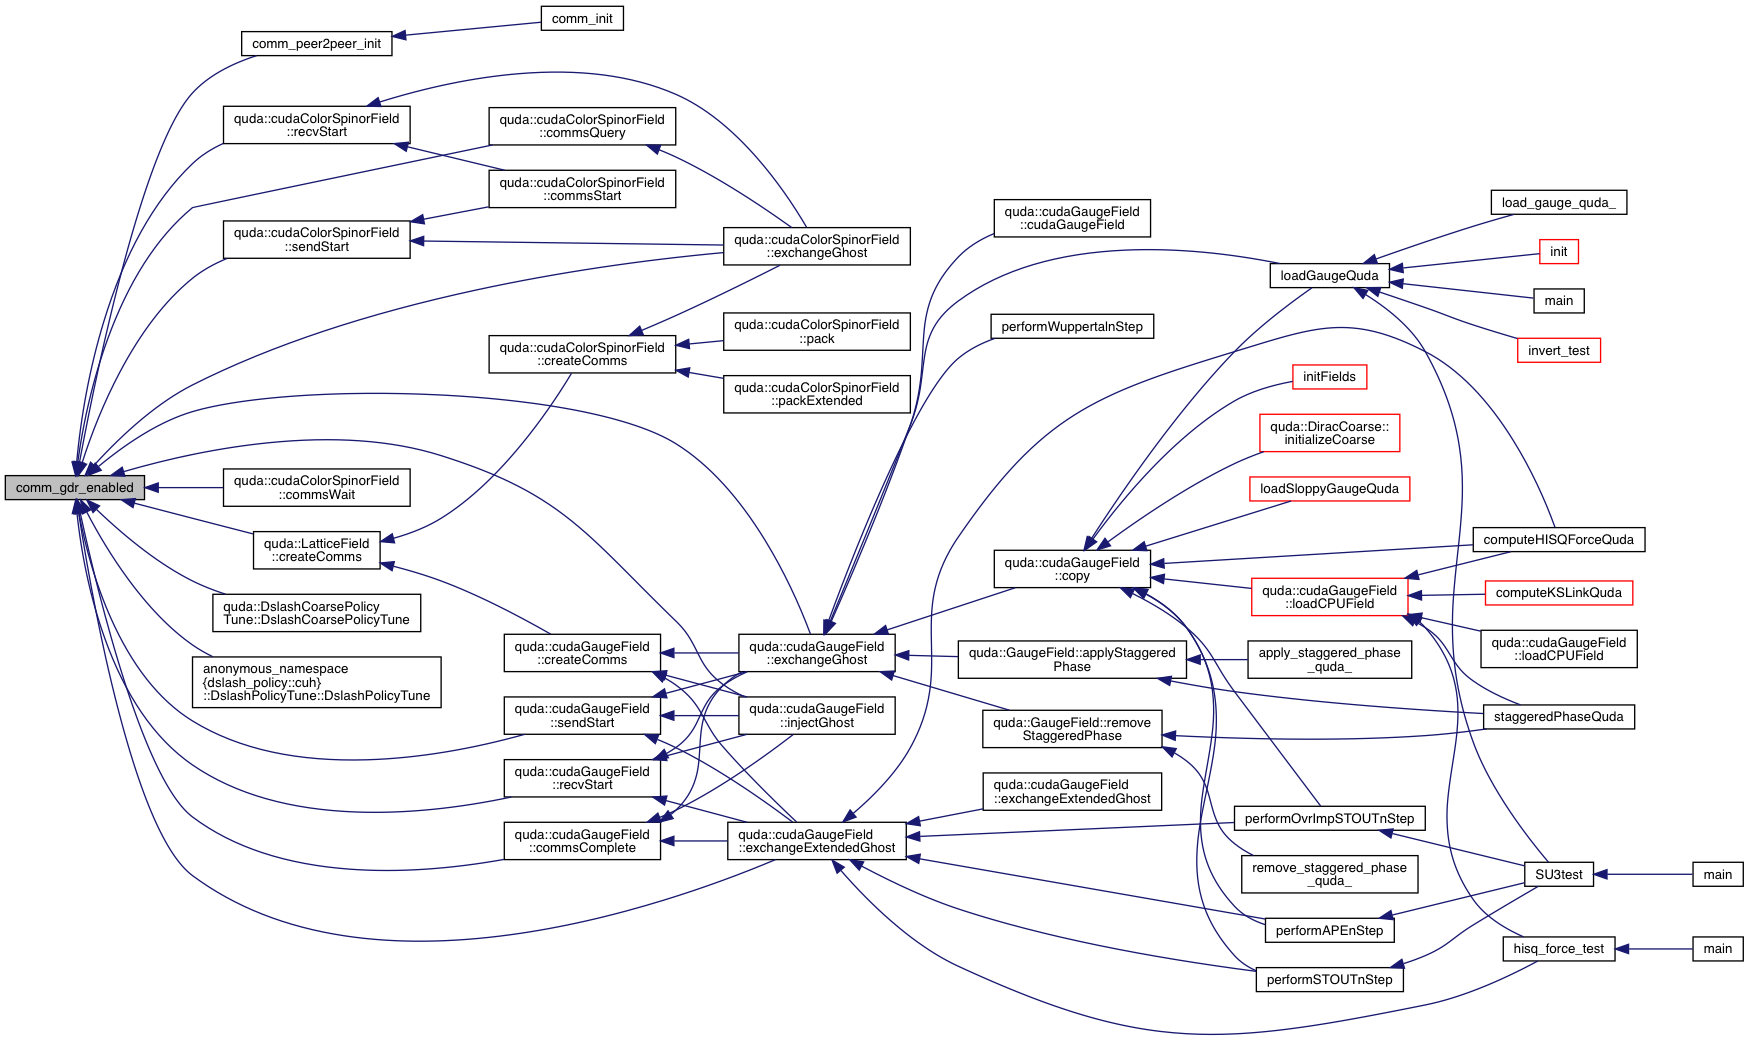 comm_gdr_enabled
comm_peer2peer_init
comm_init
quda::cudaColorSpinorField
::recvStart
quda::cudaColorSpinorField
::commsQuery
quda::cudaColorSpinorField
::commsStart
quda::cudaColorSpinorField
::sendStart
quda::cudaColorSpinorField
::exchangeGhost
quda::cudaColorSpinorField
::createComms
quda::cudaColorSpinorField
::pack
quda::cudaColorSpinorField
::packExtended
quda::cudaColorSpinorField
::commsWait
quda::LatticeField
::createComms
quda::DslashCoarsePolicy
Tune::DslashCoarsePolicyTune
anonymous_namespace
{dslash_policy::cuh}
::DslashPolicyTune::DslashPolicyTune
quda::cudaGaugeField
::createComms
quda::cudaGaugeField
::sendStart
quda::cudaGaugeField
::recvStart
quda::cudaGaugeField
::commsComplete
quda::cudaGaugeField
::exchangeGhost
quda::cudaGaugeField
::injectGhost
quda::cudaGaugeField
::exchangeExtendedGhost
quda::cudaGaugeField
::cudaGaugeField
performWuppertalnStep
quda::cudaGaugeField
::copy
quda::GaugeField::applyStaggered
Phase
quda::GaugeField::remove
StaggeredPhase
quda::cudaGaugeField
::exchangeExtendedGhost
loadGaugeQuda
initFields
quda::DiracCoarse::
initializeCoarse
loadSloppyGaugeQuda
quda::cudaGaugeField
::loadCPUField
apply_staggered_phase
_quda_
performOvrImpSTOUTnStep
remove_staggered_phase
_quda_
performAPEnStep
performSTOUTnStep
load_gauge_quda_
init
main
invert_test
computeHISQForceQuda
computeKSLinkQuda
quda::cudaGaugeField
::loadCPUField
staggeredPhaseQuda
SU3test
main
hisq_force_test
main